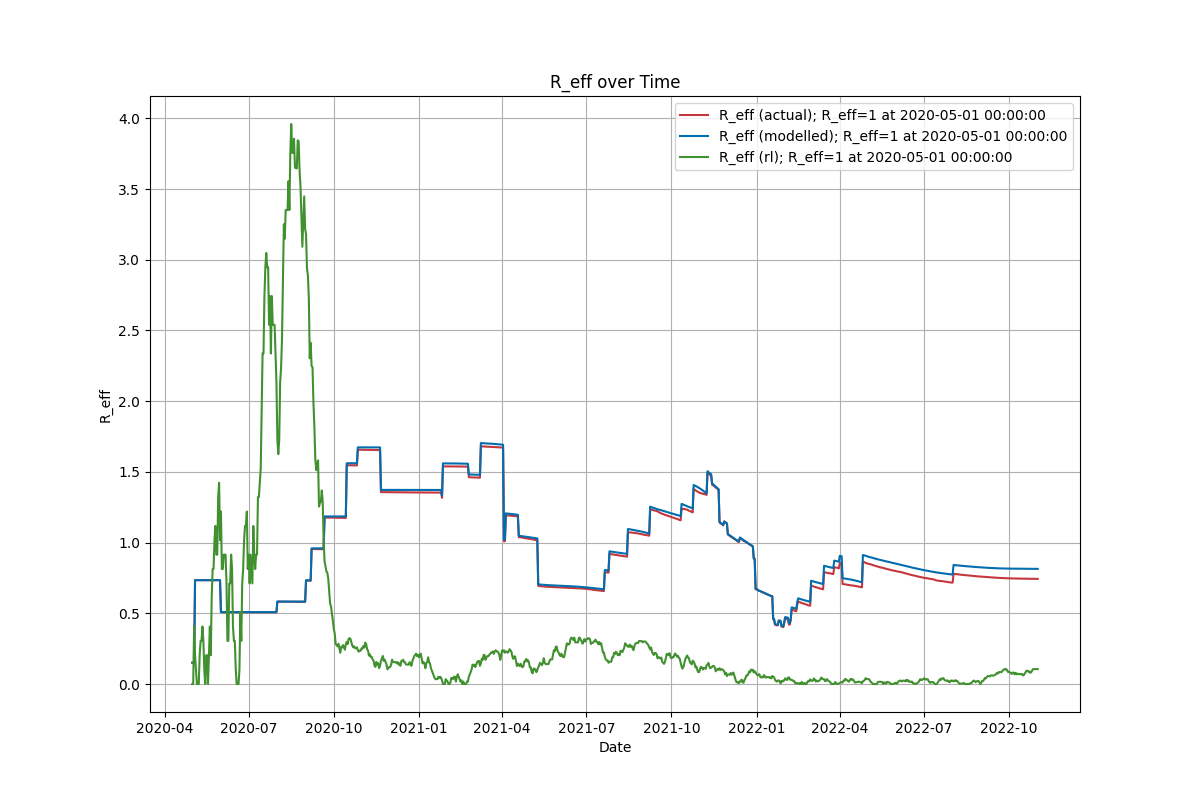 R_eff over Time
R_eff (actual); R_eff=1 at 2020-05-01 00:00:00
R_eff (modelled); R_eff=1 at 2020-05-01 00:00:00
R_eff (rl); R_eff=1 at 2020-05-01 00:00:00
4.0
3.5
3.0
2.5
2.0
1.5
1.0
0.5
0.0
R_eff
2020-04 2020-07 2020-10 2021-01 2021-04 2021-07 2021-10 2022-01 2022-04 2022-07 2022-10
Date